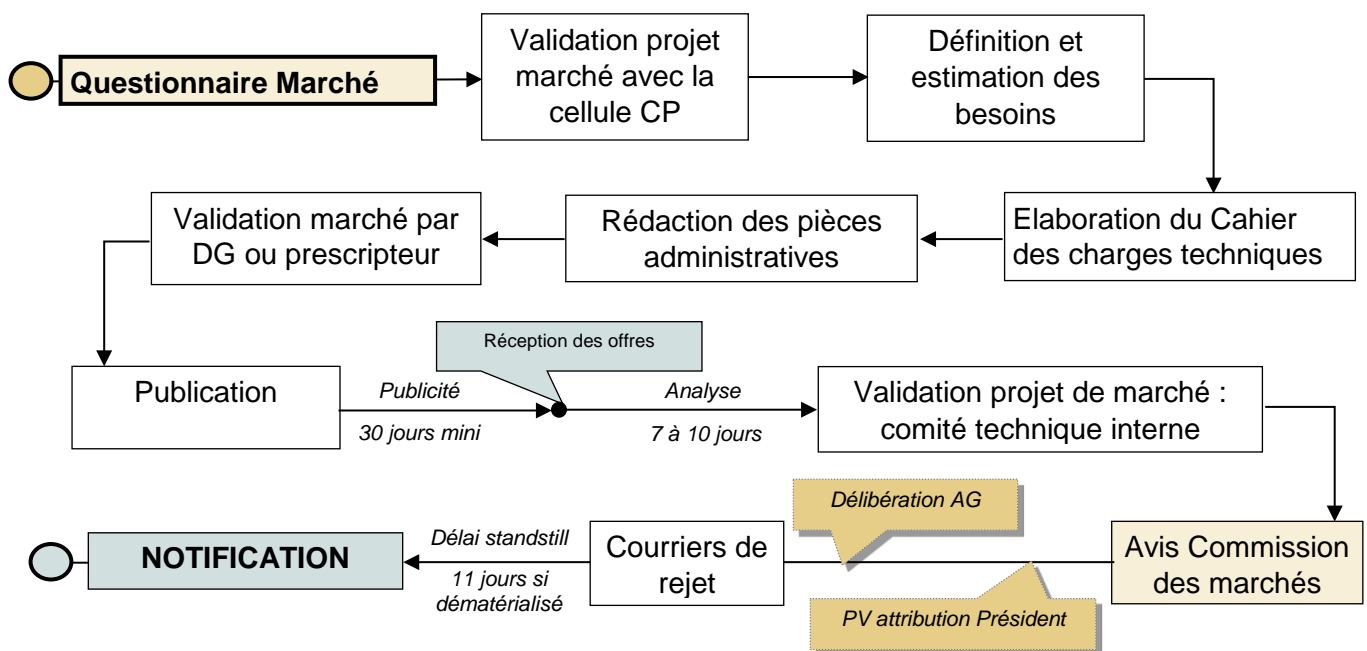 Questionnaire Marché
Validation projet
marché avec la
cellule CP
Définition et
estimation des
besoins
Elaboration du Cahier
des charges techniques
Rédaction des pièces
administratives
Validation marché par
DG ou prescripteur
Publication
Publicité
30 jours mini
Réception des offres
Analyse
7 à 10 jours
Validation projet de marché :
comité technique interne
Avis Commission
des marchés
PV attribution Président
Délibération AG
Courriers de
rejet
Délai standstill
11 jours si
dématérialisé
NOTIFICATION